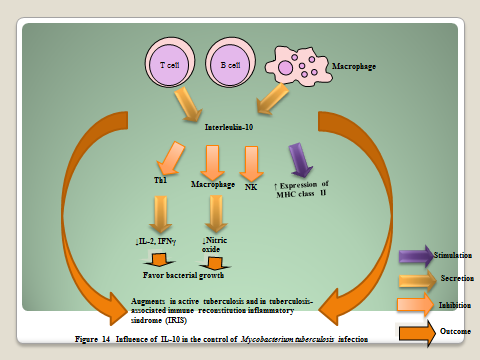 T cell
B cell
Macrophage
Interleukin-10
Th1
Macrophage
NK
↑ Expression of
MHC class II
↓IL-2, IFNγ
↓Nitric
oxide
Favor bacterial growth
Stimulation
Secretion
Inhibition
Outcome
Augments in active tuberculosis and in tuberculosis-
associated immune reconstitution inflammatory
sindrome (IRIS)
Figure 14 Influence of IL-10 in the control of Mycobacterium tuberculosis infection